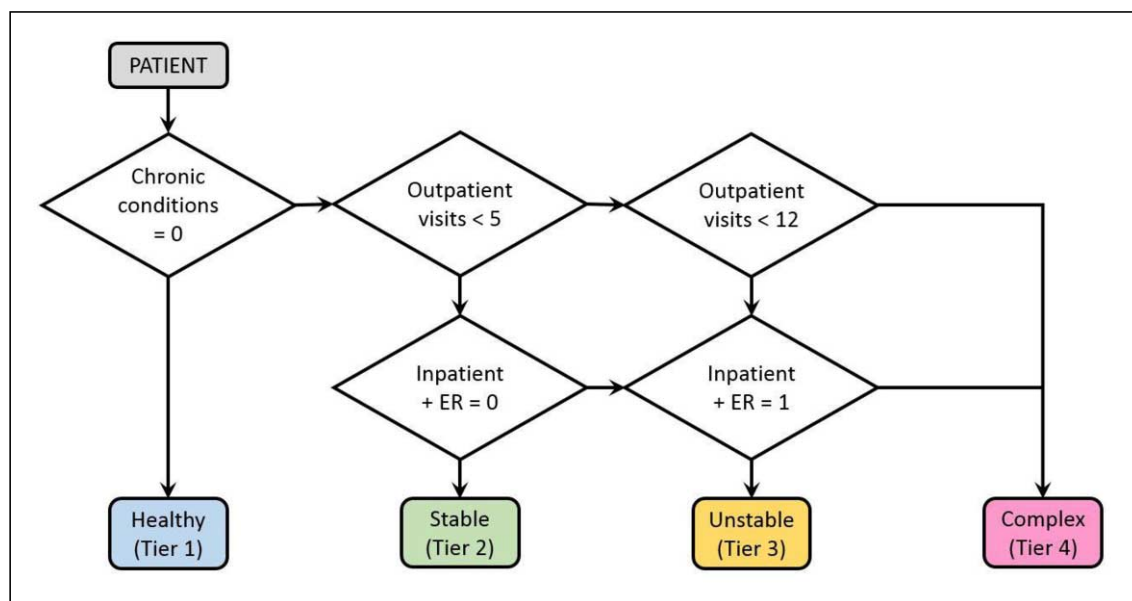 PATIENT
Chronic
conditions
= 0
Outpatient
visits < 5
Outpatient
visits < 12
Inpatient
+ ER = 0
Inpatient
+ ER = 1
Healthy
(Tier 1)
Stable
(Tier 2)
Unstable
(Tier 3)
Complex
(Tier 4)